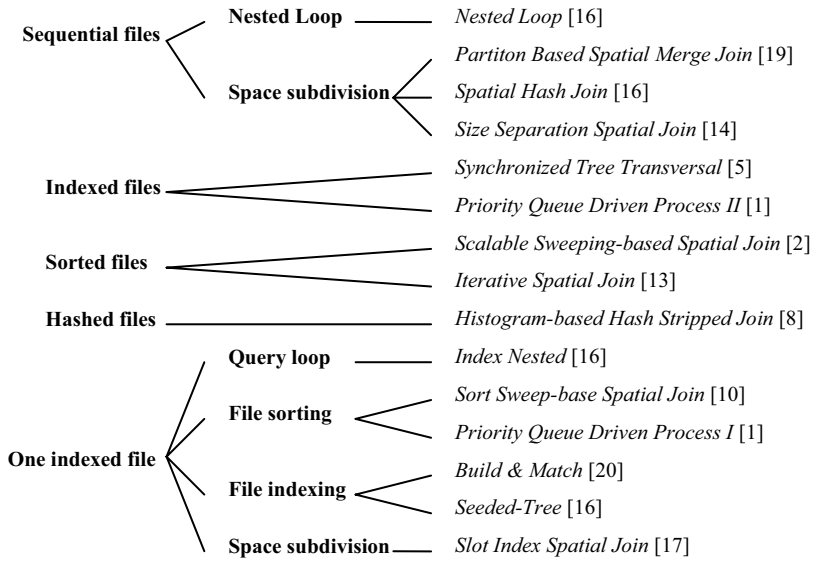 Nested Loop Nested Loop [16]
Sequential files
Partiton Based Spatial Merge Join [19]
Space subdivision Spatial Hash Join [16]
Size Separation Spatial Join [14]
Synchronized Tree Transversal [5]
Indexed files
Priority Queue Driven Process II [1]
Scalable Sweeping-based Spatial Join [2]
Sorted files
Iterative Spatial Join [13]
Hashed files Histogram-based Hash Stripped Join [8]
Query loop Index Nested [16]
Sort Sweep-base Spatial Join [10]
File sorting
Priority Queue Driven Process I [1]
One indexed file
Build & Match [20]
File indexing
Seeded-Tree [16]
Space subdivision Slot Index Spatial Join [17]